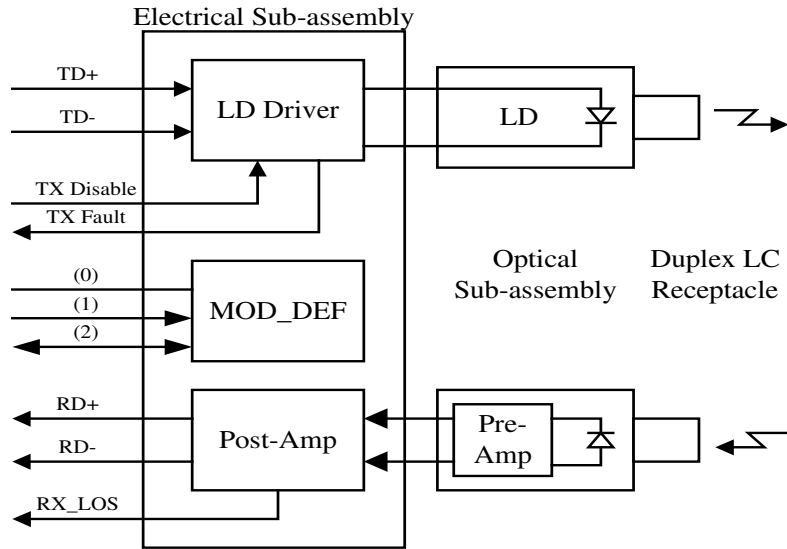 Electrical Sub-assembly
TD+
TD-
LD Driver
LD
TX Disable
TX Fault
(0)
(1)
(2)
MOD_DEF
Optical
Sub-assembly
Duplex LC
Receptacle
RD+
RD-
RX_LOS
Post-Amp
Pre-
Amp